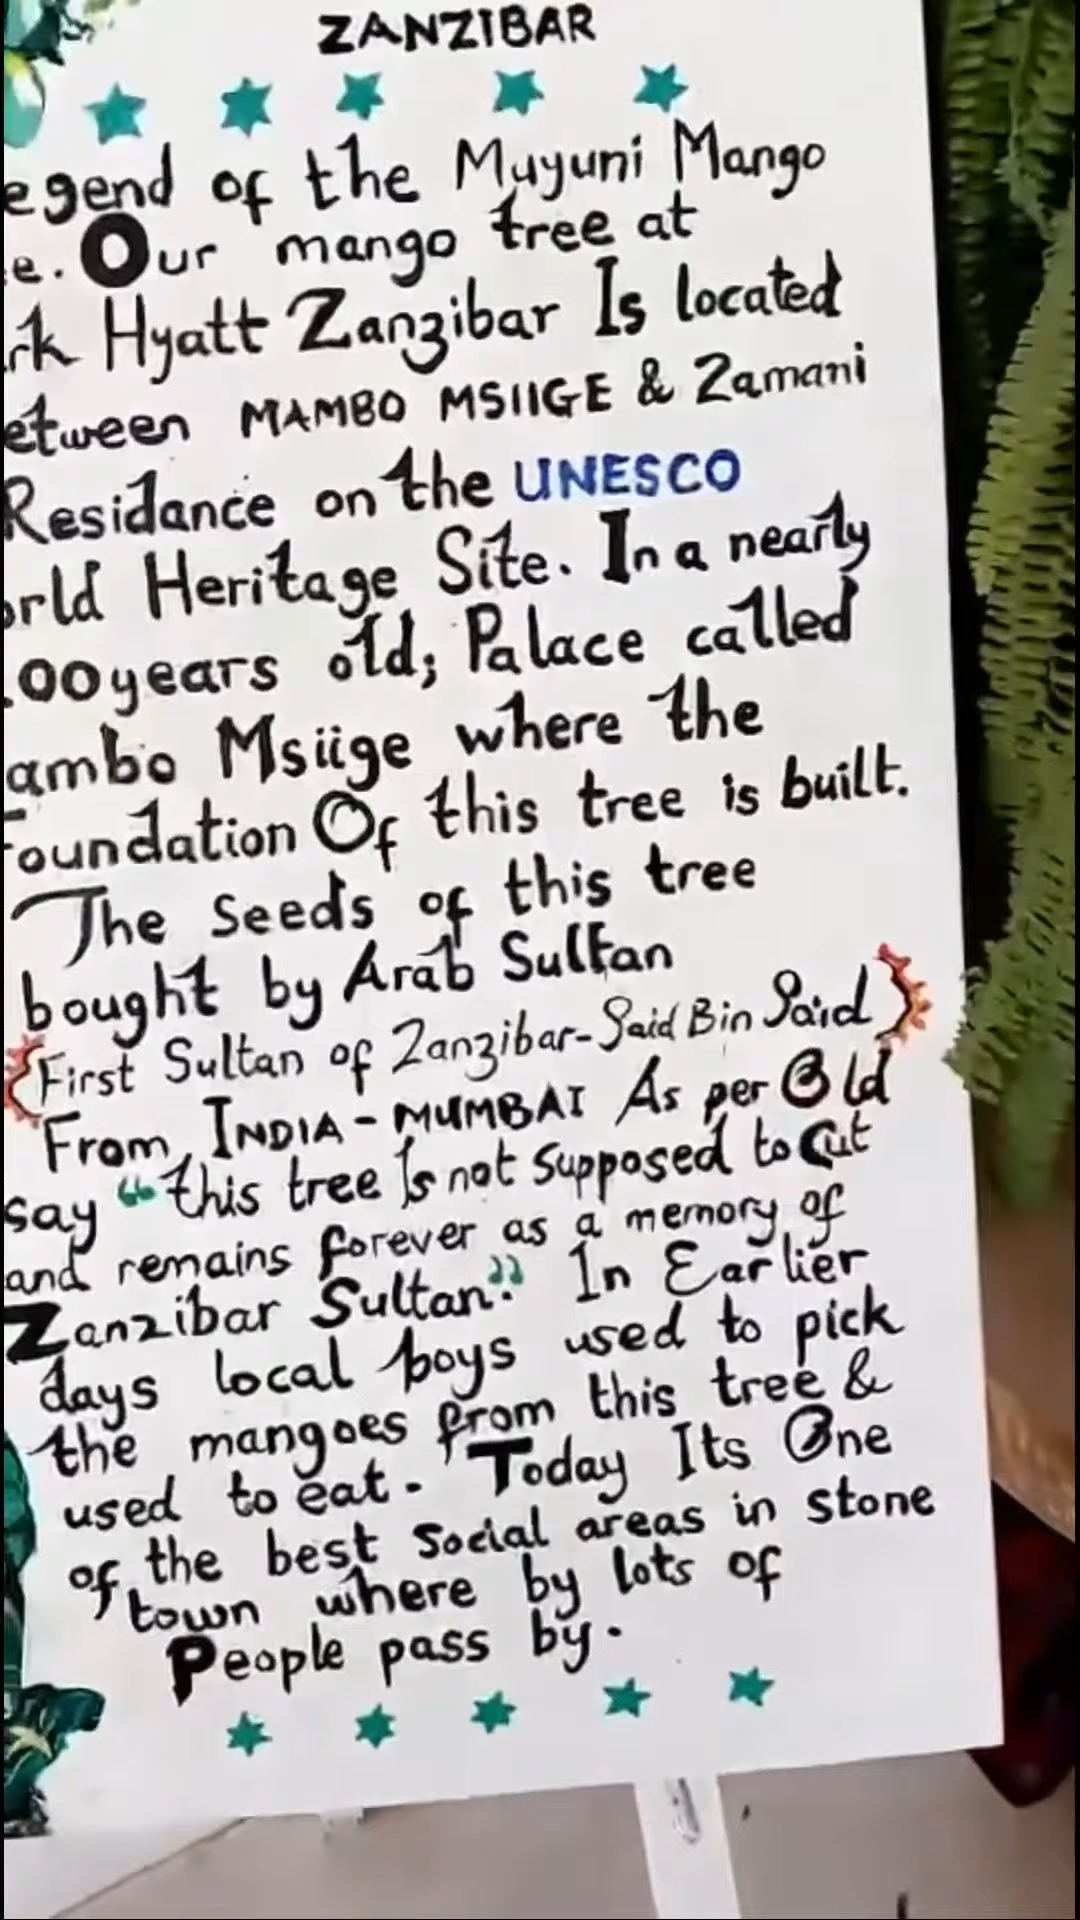 ZANZIBAR
egend of the Muyuni Mango
e. Our mango tree at
rk Hyatt Zanzibar Is located
etween MAMBO MSIIGE & Zamani
Residance on the UNESCO
orld Heritage Site. In a nearly
00years old; Palace called
ambo Msiige where the
Foundation Of this tree is built.
The Seeds of this tree
bought by Arab Sultan
{First Sultan of Zanzibar-Said Bin Said}
From, INDIA-MUMBAI As per Old
say “this tree Is not supposed to cut
and remains forever as a memory of
Zanzibar Sultan.” In Earlier
days local boys used to pick
the mangoes from this tree &
used to eat. Today Its One
of the best Social areas in stone
town where by lots of
People pass by.